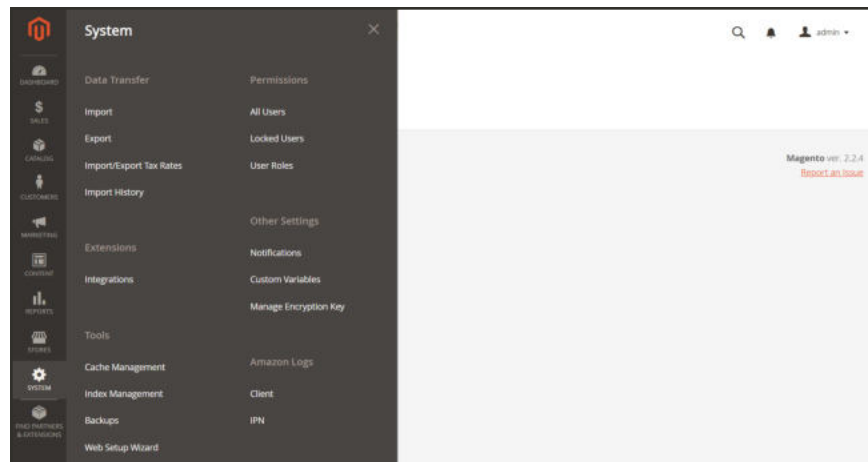 System
admin
DASHBOARD
SALES
CATALOG
CUSTOMERS
MARKETING
CONTENT
REPORTS
STORES
SYSTEM
FIND PARTNERS
& EXTENSIONS
Data Transfer
Import
Export
Import/Export Tax Rates
Import History
Extensions
Integrations
Tools
Cache Management
Index Management
Backups
Web Setup Wizard
Permissions
All Users
Locked Users
User Roles
Other Settings
Notifications
Custom Variables
Manage Encryption Key
Amazon Logs
Client
IPN
Magento ver. 2.2.4
Report an Issue